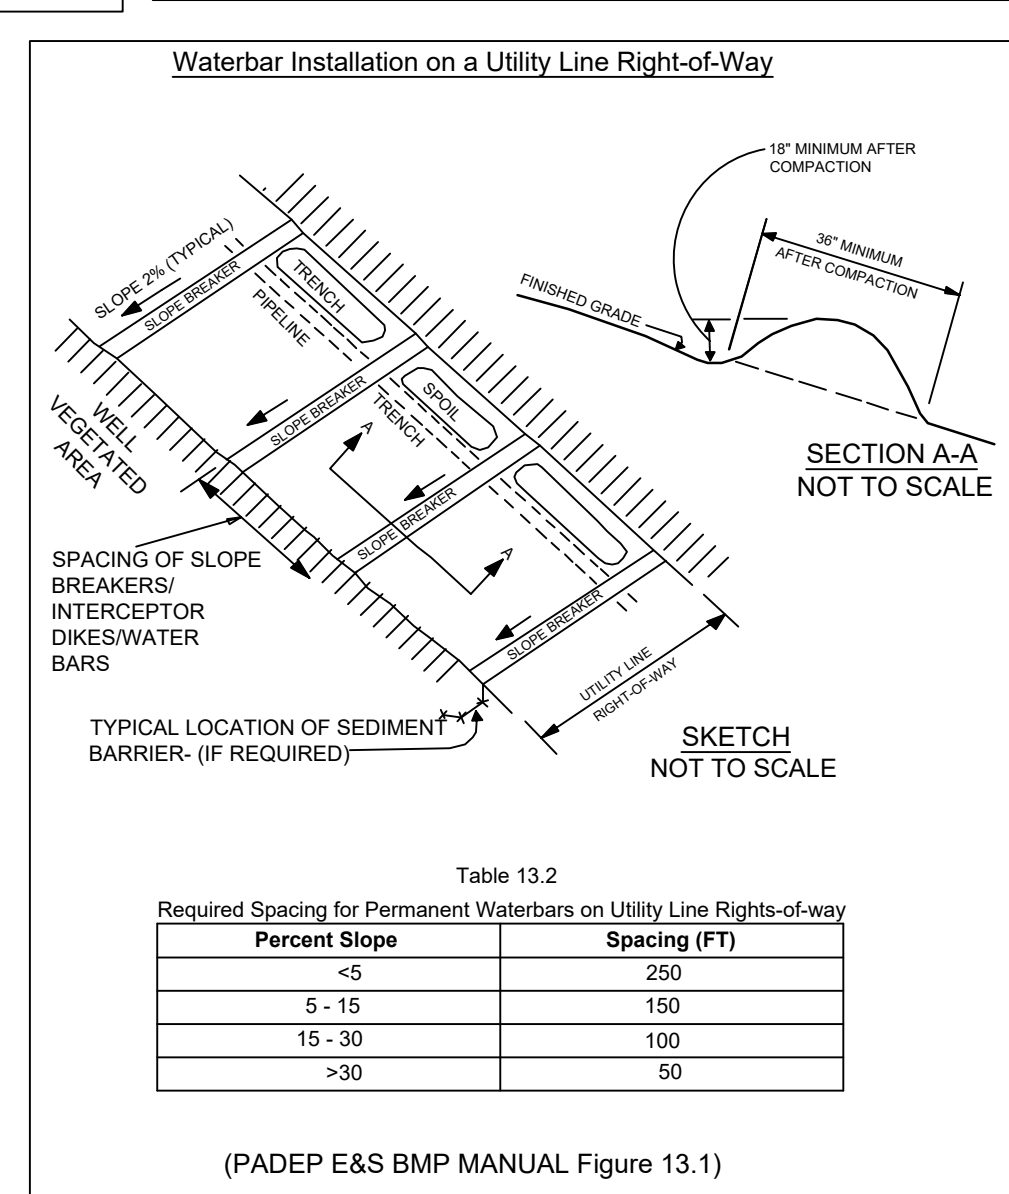 Waterbar Installation on a Utility Line Right-of-Way
18" MINIMUM AFTER
COMPACTION
36" MINIMUM
AFTER COMPACTION
FINISHED GRADE
SECTION A-A
NOT TO SCALE
SLOPE 2% (TYPICAL)
SLOPE BREAKER
TRENCH
PIPELINE
SLOPE BREAKER
SPOIL
TRENCH
A
SLOPE BREAKER
A
SLOPE BREAKER
WELL
VEGETATED
AREA
SPACING OF SLOPE
BREAKERS/
INTERCEPTOR
DIKES/WATER
BARS
UTILITY LINE
RIGHT-OF-WAY
TYPICAL LOCATION OF SEDIMENT
BARRIER- (IF REQUIRED)
SKETCH
NOT TO SCALE
Table 13.2
Required Spacing for Permanent Waterbars on Utility Line Rights-of-way
Percent Slope Spacing (FT)
<5 250
5 - 15 150
15 - 30 100
>30 50
(PADEP E&S BMP MANUAL Figure 13.1)